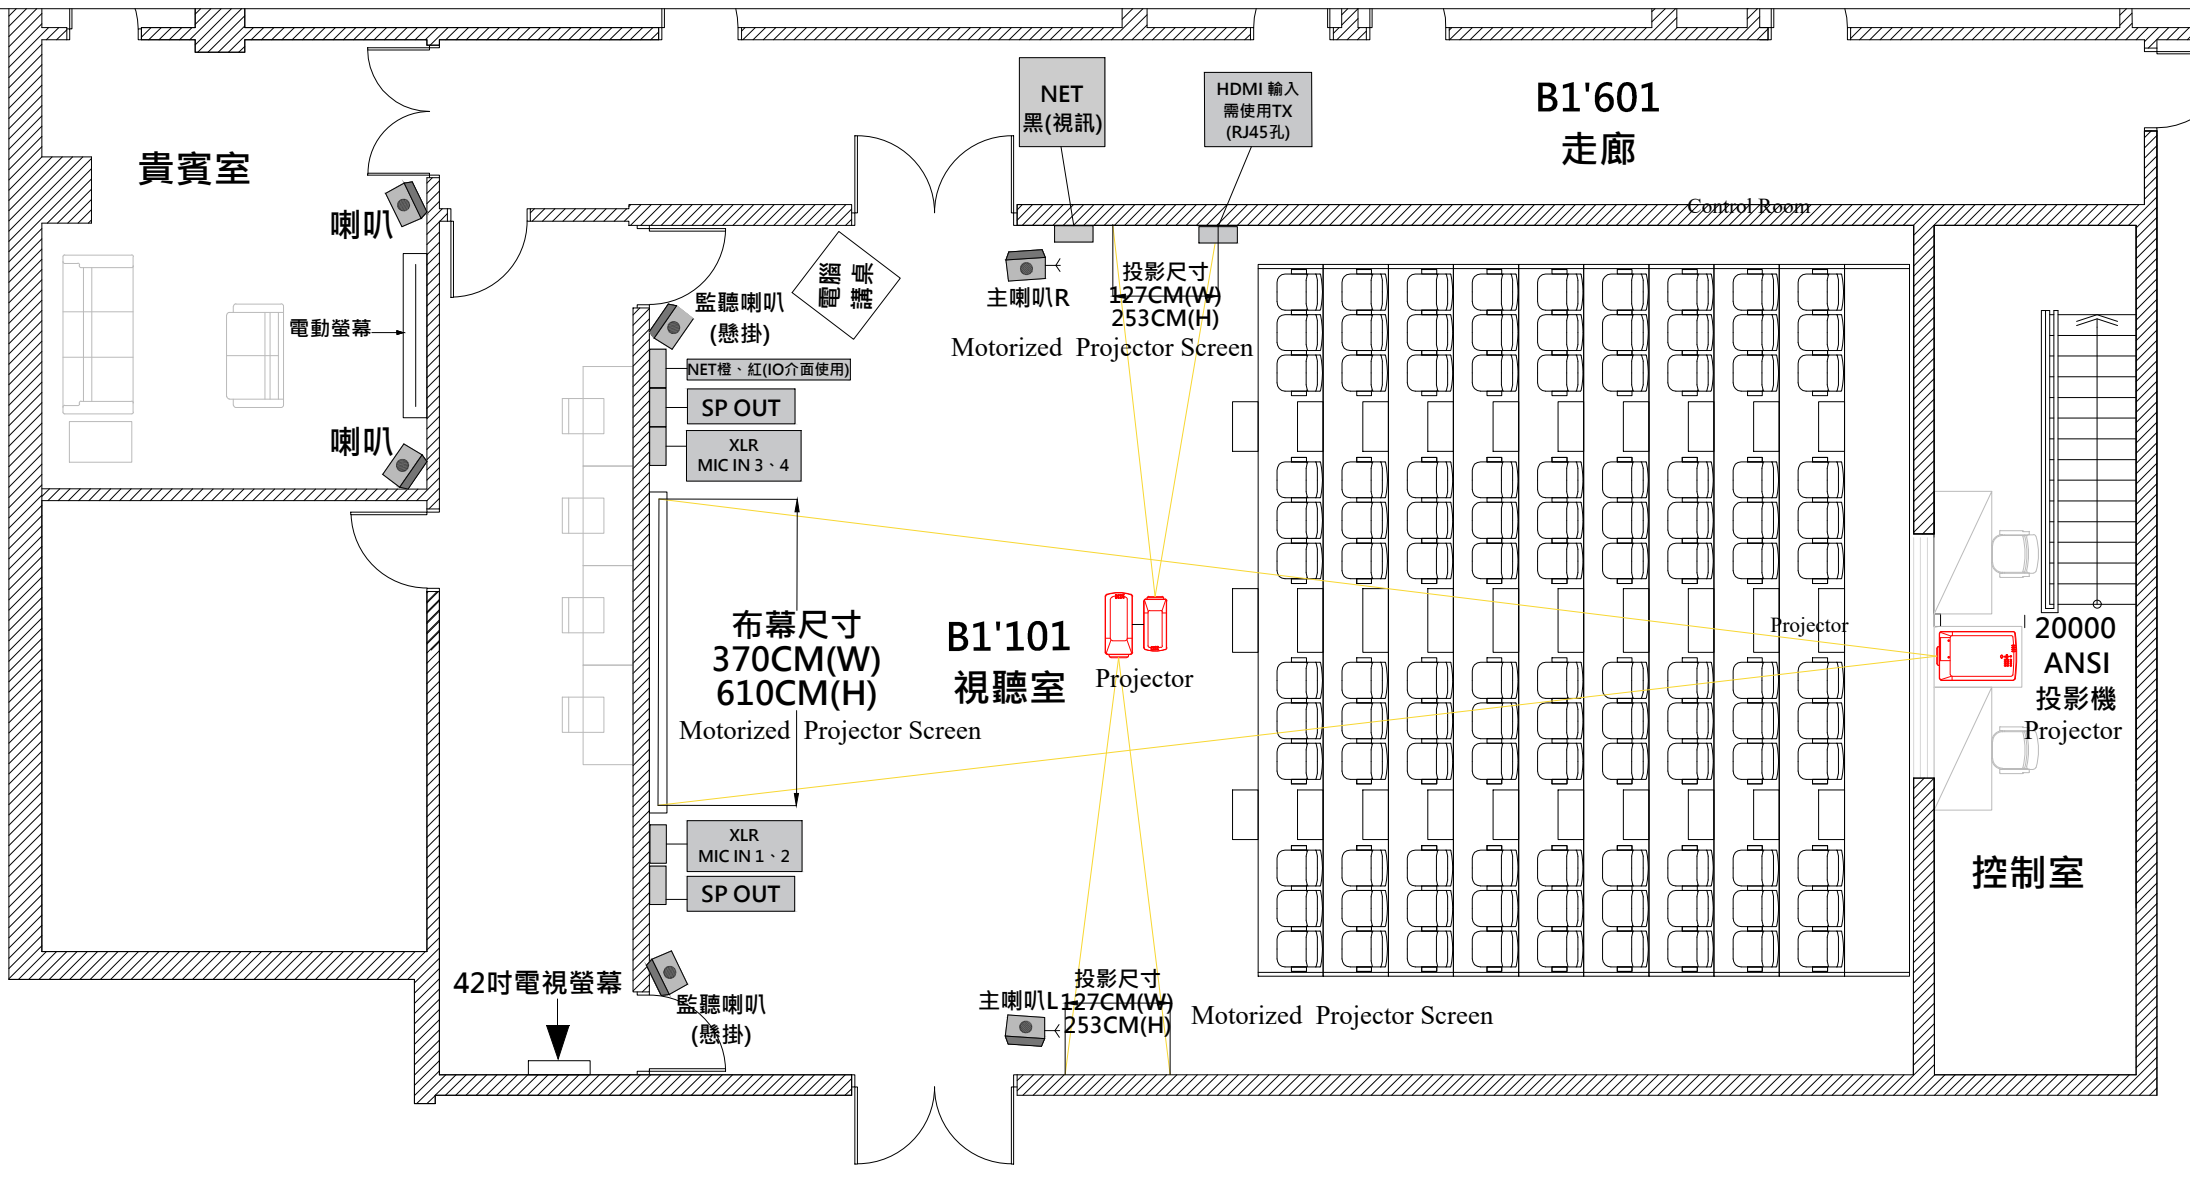 NET
黑(視訊)
HDMI 輸入
需使用TX
(RJ45孔)
B1'601
走廊
貴賓室
喇叭
Control Room
電腦
講桌
主喇叭R
投影尺寸
127CM(W)
253CM(H)
Motorized Projector Screen
監聽喇叭
(懸掛)
電動螢幕
NET橙、紅(IO介面使用)
SP OUT
XLR
MIC IN 3、4
喇叭
布幕尺寸
370CM(W)
610CM(H)
Motorized Projector Screen
B1'101
視聽室
Projector
Projector
20000
ANSI
投影機
Projector
XLR
MIC IN 1、2
SP OUT
控制室
42吋電視螢幕
監聽喇叭
(懸掛)
主喇叭L
投影尺寸
127CM(W)
253CM(H)
Motorized Projector Screen